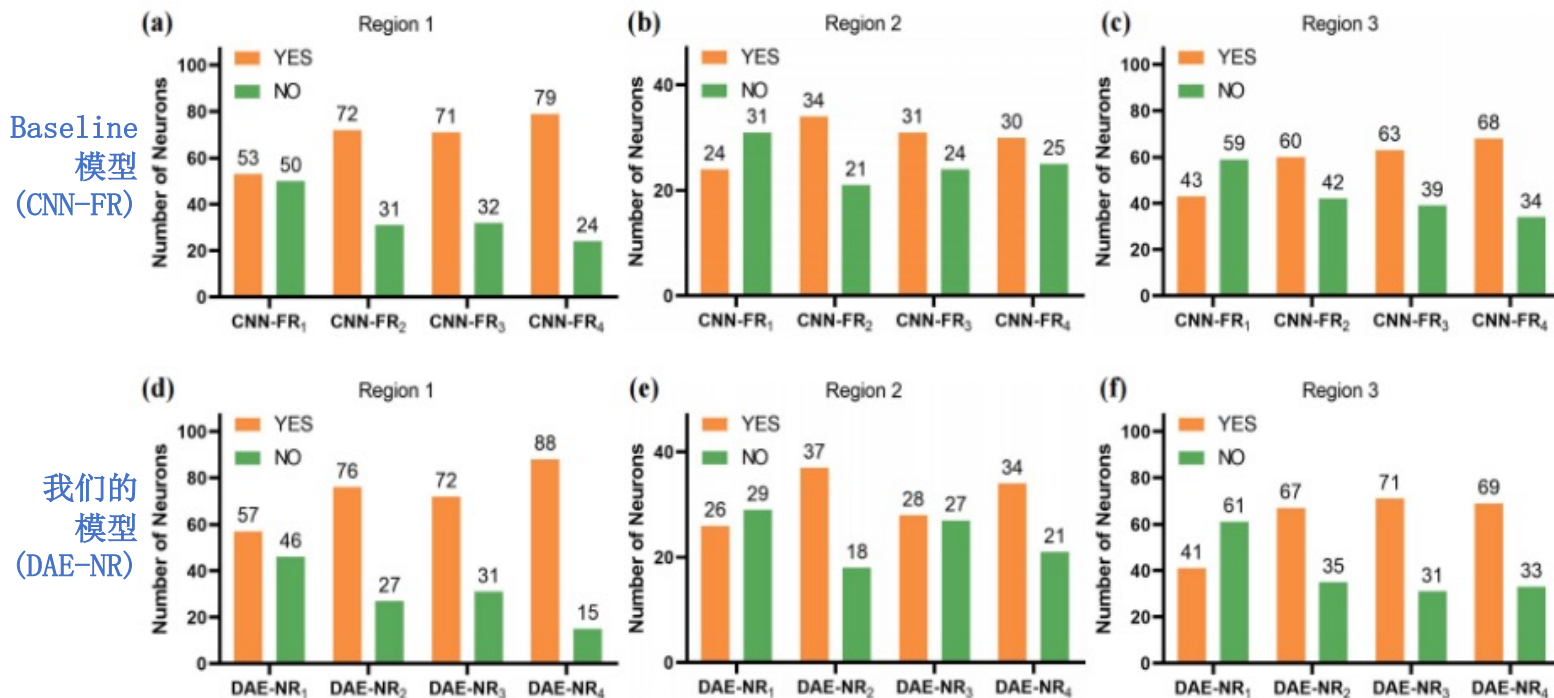 Baseline
模型
(CNN-FR)
(a)
Region 1
YES
NO
Number of Neurons
100
80
60
40
20
0
53
50
72
31
71
32
79
24
CNN-FR₁ CNN-FR₂ CNN-FR₃ CNN-FR₄
(b)
Region 2
YES
NO
Number of Neurons
40
20
0
24
31
34
21
31
24
30
25
CNN-FR₁ CNN-FR₂ CNN-FR₃ CNN-FR₄
(c)
Region 3
YES
NO
Number of Neurons
100
80
60
40
20
0
43
59
60
42
63
39
68
34
CNN-FR₁ CNN-FR₂ CNN-FR₃ CNN-FR₄
我们的
模型
(DAE-NR)
(d)
Region 1
YES
NO
Number of Neurons
100
80
60
40
20
0
57
46
76
27
72
31
88
15
DAE-NR₁ DAE-NR₂ DAE-NR₃ DAE-NR₄
(e)
Region 2
YES
NO
Number of Neurons
40
20
0
26
29
37
18
28
27
34
21
DAE-NR₁ DAE-NR₂ DAE-NR₃ DAE-NR₄
(f)
Region 3
YES
NO
Number of Neurons
100
80
60
40
20
0
41
61
67
35
71
31
69
33
DAE-NR₁ DAE-NR₂ DAE-NR₃ DAE-NR₄